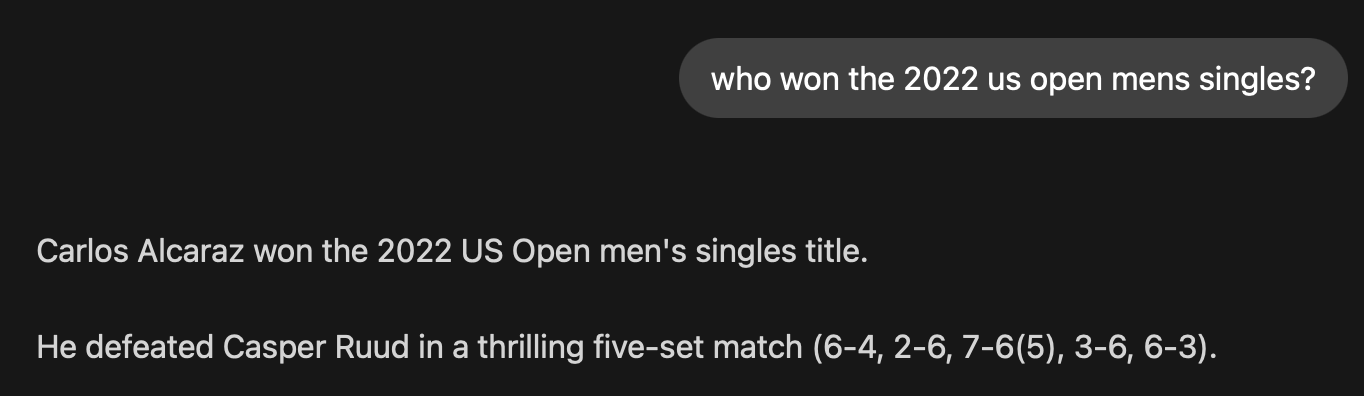 who won the 2022 us open mens singles?
Carlos Alcaraz won the 2022 US Open men's singles title.
He defeated Casper Ruud in a thrilling five-set match (6-4, 2-6, 7-6(5), 3-6, 6-3).